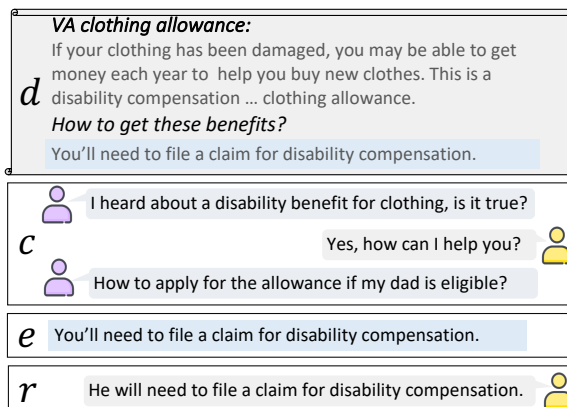 VA clothing allowance:
If your clothing has been damaged, you may be able to get
money each year to help you buy new clothes. This is a
d
disability compensation … clothing allowance.
How to get these benefits?
You’ll need to file a claim for disability compensation.
I heard about a disability benefit for clothing, is it true?
c
Yes, how can I help you?
How to apply for the allowance if my dad is eligible?
e
You’ll need to file a claim for disability compensation.
r
He will need to file a claim for disability compensation.